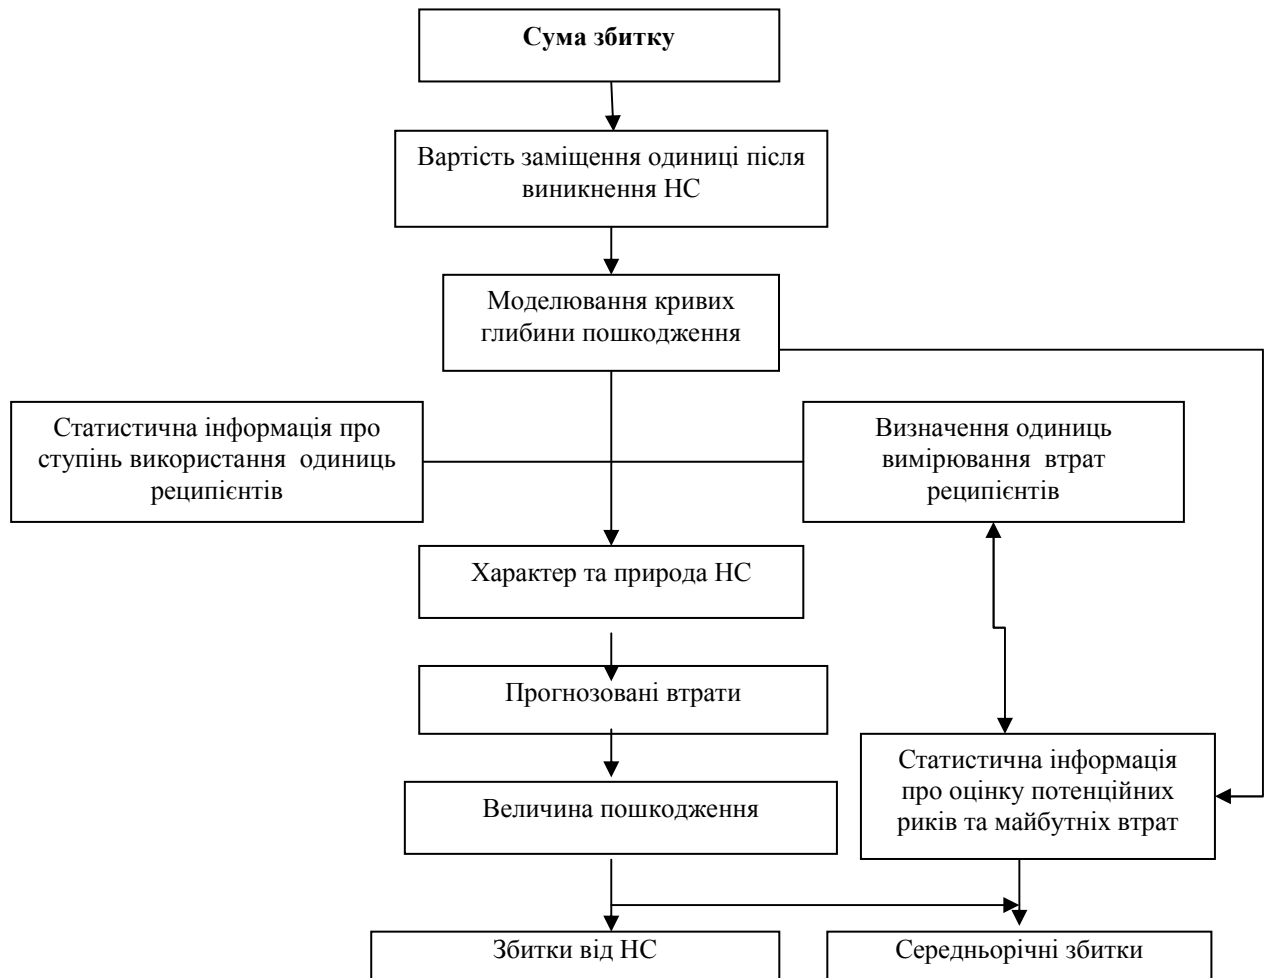 Сума збитку
Вартість заміщення одиниці після
виникнення НС
Моделювання кривих
глибини пошкодження
Статистична інформація про
ступінь використання одиниць
реципієнтів
Визначення одиниць
вимірювання втрат
реципієнтів
Характер та природа НС
Прогнозовані втрати
Величина пошкодження
Статистична інформація
про оцінку потенційних
риків та майбутніх втрат
Збитки від НС
Середньорічні збитки